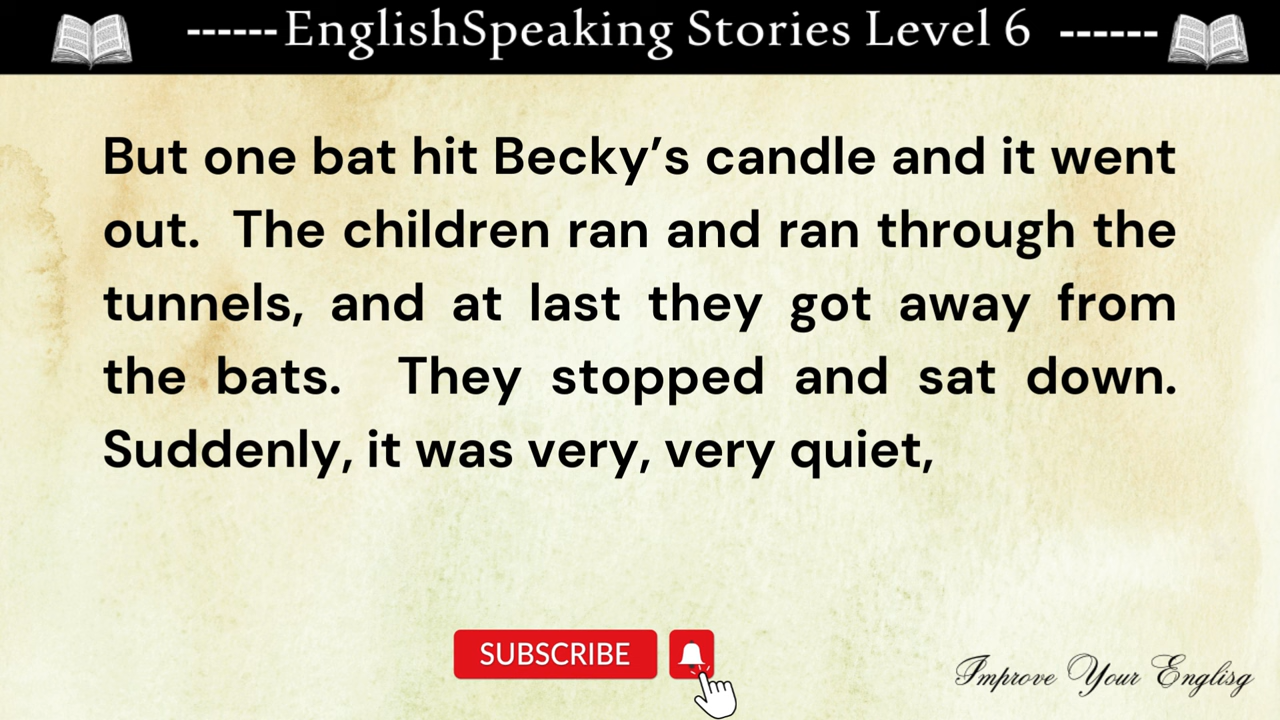 ------EnglishSpeaking Stories Level 6 ------
But one bat hit Becky’s candle and it went
out. The children ran and ran through the
tunnels, and at last they got away from
the bats. They stopped and sat down.
Suddenly, it was very, very quiet,
SUBSCRIBE
Improve Your Englisg